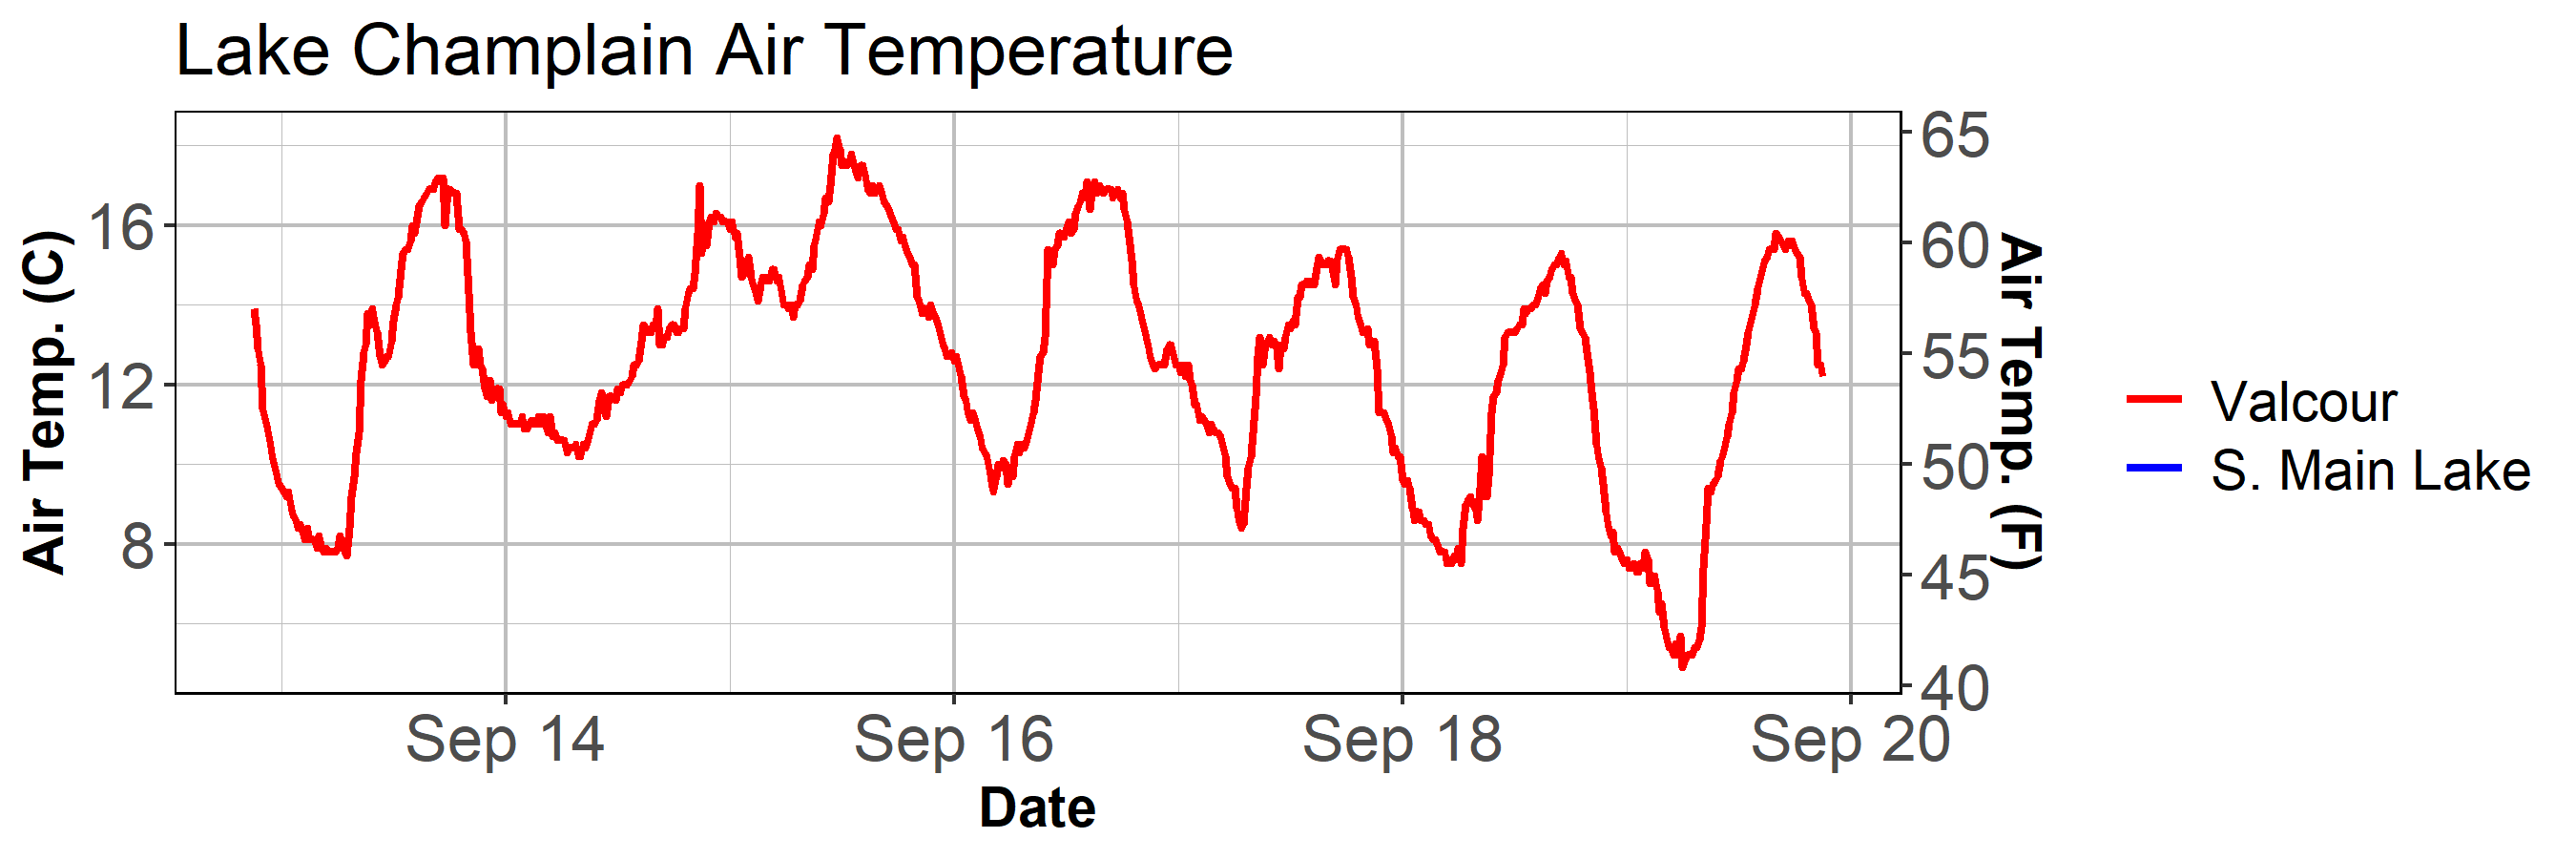 Lake Champlain Air Temperature
Air Temp. (C)
16
12
8
65
60
55
50
45
40
Air Temp. (F)
Sep 14
Sep 16
Sep 18
Sep 20
Date
Valcour
S. Main Lake